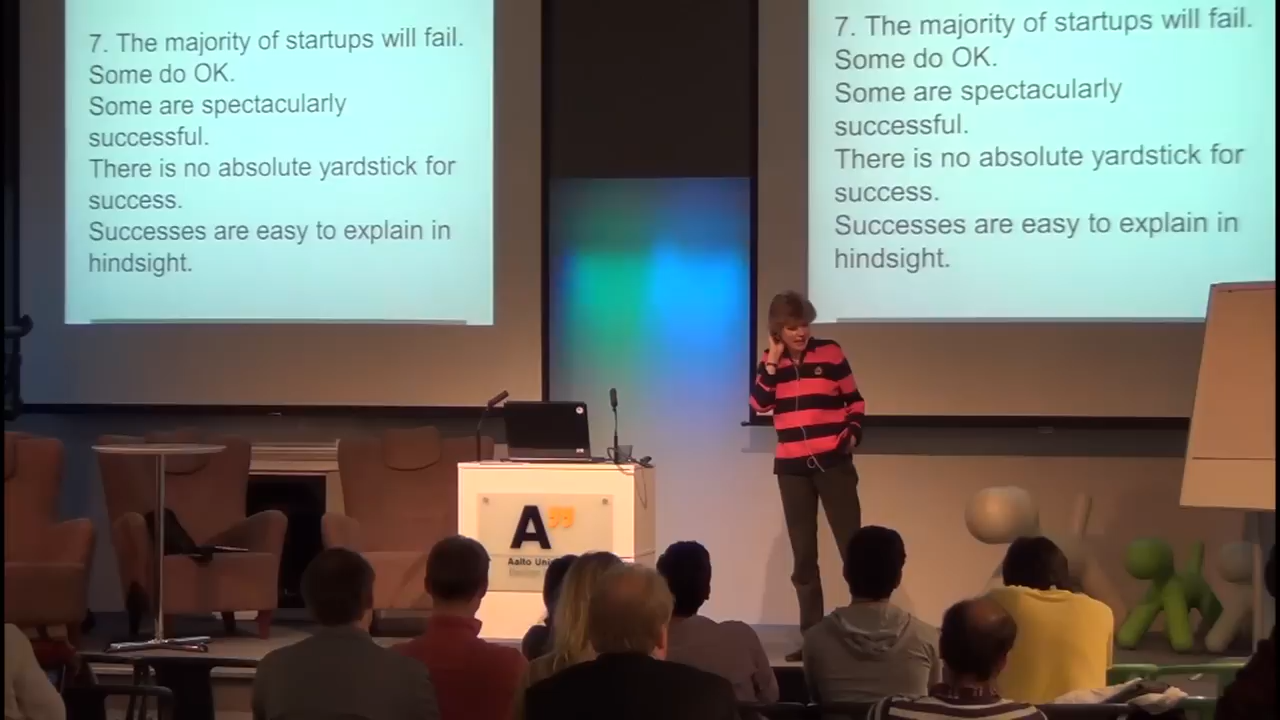 7. The majority of startups will fail.
Some do OK.
Some are spectacularly
successful.
There is no absolute yardstick for
success.
Successes are easy to explain in
hindsight.
7. The majority of startups will fail.
Some do OK.
Some are spectacularly
successful.
There is no absolute yardstick for
success.
Successes are easy to explain in
hindsight.
A”
Aalto